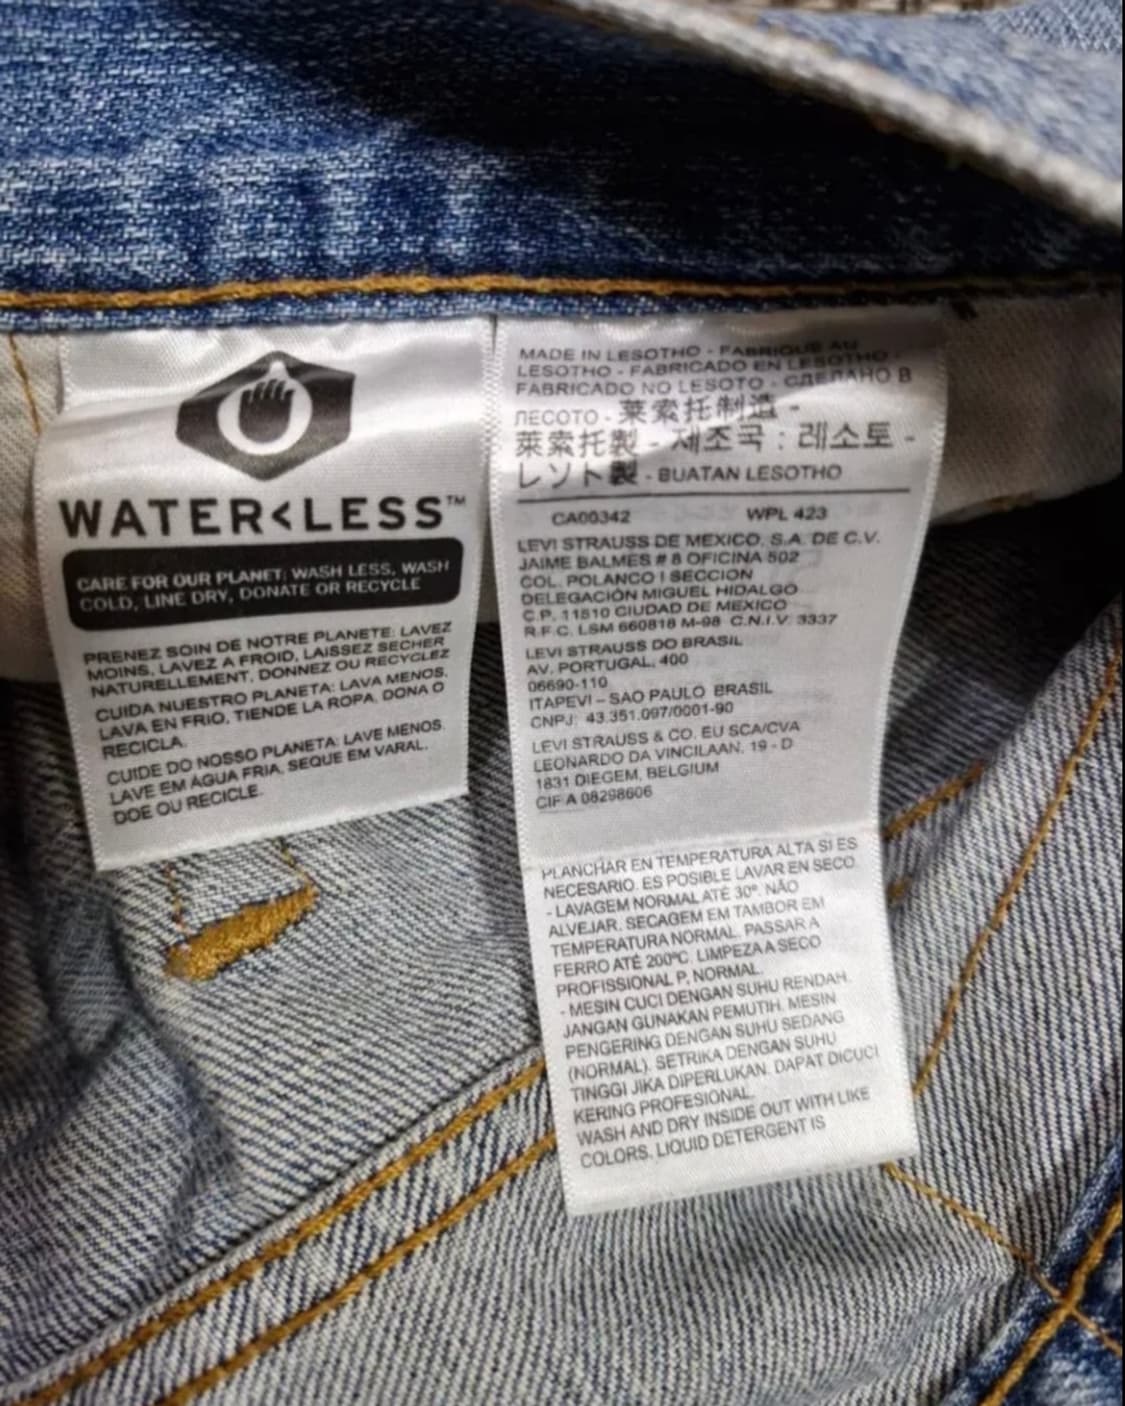 WATER<LESS™
CARE FOR OUR PLANET: WASH LESS, WASH
COLD, LINE DRY, DONATE OR RECYCLE
PRENEZ SOIN DE NOTRE PLANETE: LAVEZ
MOINS, LAVEZ A FROID, LAISSEZ SECHER
NATURELLEMENT, DONNEZ OU RECYCLEZ
CUIDA NUESTRO PLANETA: LAVA MENOS,
LAVA EN FRIO, TIENDE LA ROPA, DONA O
RECICLA.
CUIDE DO NOSSO PLANETA: LAVE MENOS.
LAVE EM ÁGUA FRIA, SEQUE EM VARAL.
DOE OU RECICLE.
MADE IN LESOTHO - FABRIQUE AU
LESOTHO - FABRICADO EN LESOTHO -
FABRICADO NO LESOTO - СДЕЛАНО В
ЛЕСОТО - 莱索托制造 -
萊索托製 - 제조국 : 레소토 -
レソト製 - BUATAN LESOTHO
CA00342 WPL 423
LEVI STRAUSS DE MEXICO, S.A. DE C.V.
JAIME BALMES # 8 OFICINA 502
COL. POLANCO I SECCION
DELEGACIÓN MIGUEL HIDALGO
C.P. 11510 CIUDAD DE MEXICO
R.F.C. LSM 660818 M-98 C.N.I.V. 3337
LEVI STRAUSS DO BRASIL
AV. PORTUGAL, 400
06690-110
ITAPEVI – SAO PAULO BRASIL
CNPJ: 43.351.097/0001-90
LEVI STRAUSS & CO. EU SCA/CVA
LEONARDO DA VINCILAAN, 19 - D
1831 DIEGEM, BELGIUM
CIF A 08298606
PLANCHAR EN TEMPERATURA ALTA SI ES
NECESARIO. ES POSIBLE LAVAR EN SECO.
- LAVAGEM NORMAL ATÉ 30º. NÃO
ALVEJAR. SECAGEM EM TAMBOR EM
TEMPERATURA NORMAL. PASSAR A
FERRO ATÉ 200ºC. LIMPEZA A SECO
PROFISSIONAL P, NORMAL.
- MESIN CUCI DENGAN SUHU RENDAH.
JANGAN GUNAKAN PEMUTIH. MESIN
PENGERING DENGAN SUHU SEDANG
(NORMAL). SETRIKA DENGAN SUHU
TINGGI JIKA DIPERLUKAN. DAPAT DICUCI
KERING PROFESIONAL.
WASH AND DRY INSIDE OUT WITH LIKE
COLORS. LIQUID DETERGENT IS